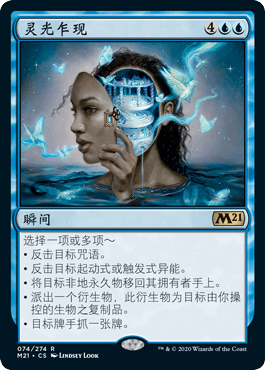 灵光乍现 4
瞬间 M21
选择一项或多项～
• 反击目标咒语。
• 反击目标起动式或触发式异能。
• 将目标非地永久物移回其拥有者手上。
• 派出一个衍生物，此衍生物为目标由你操
控的生物之复制品。
• 目标牌手抓一张牌。
074/274 R
M21 • CS LINDSEY LOOK
™ & © 2020 Wizards of the Coast